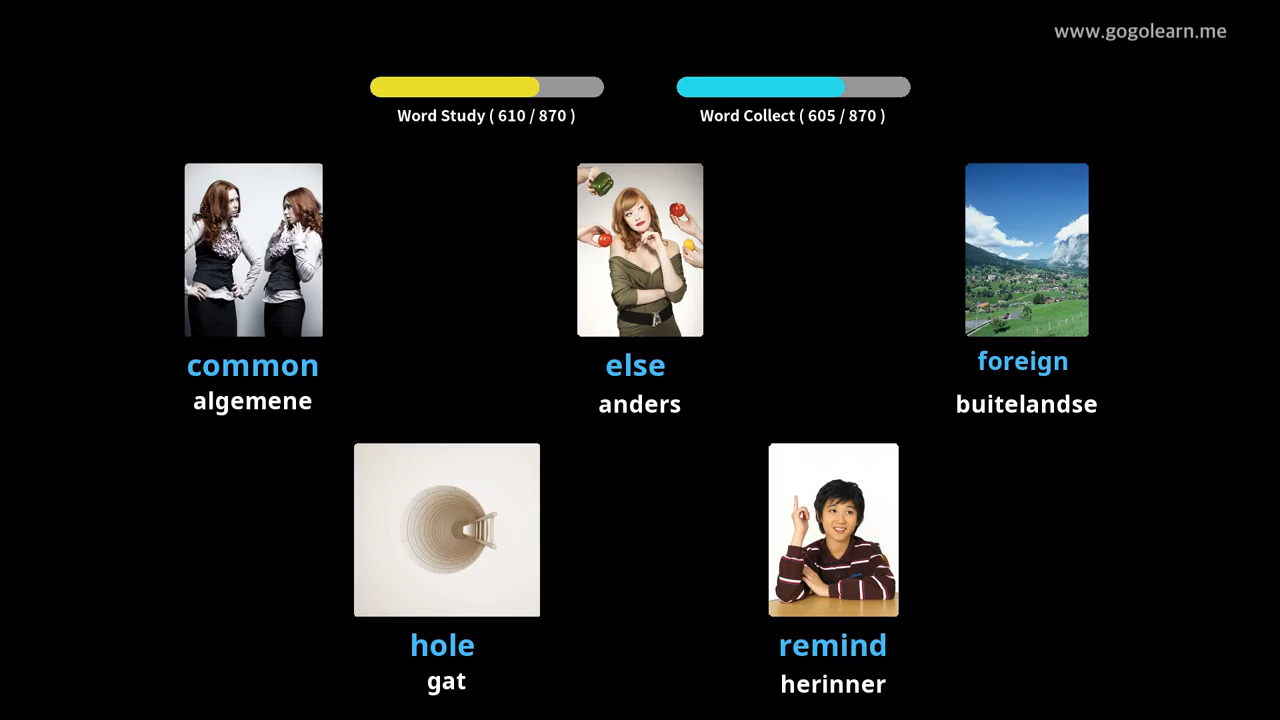 www.gogolearn.me
Word Study ( 610 / 870 )
Word Collect ( 605 / 870 )
common
algemene
else
anders
foreign
buitelandse
hole
gat
remind
herinner